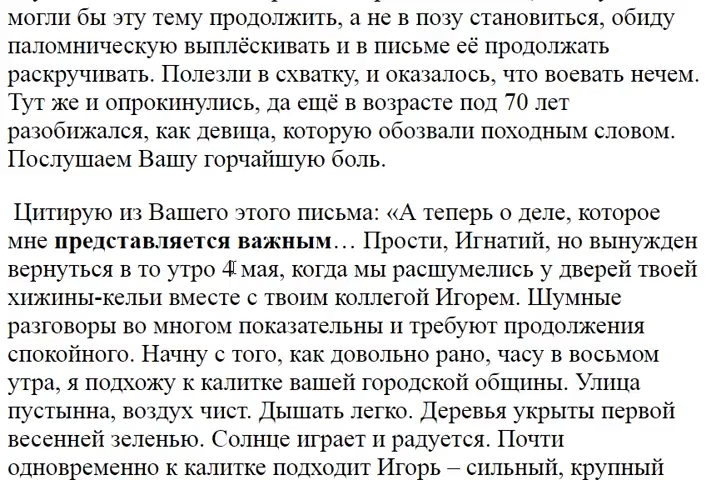 могли бы эту тему продолжить, а не в позу становиться, обиду
паломническую выплёскивать и в письме её продолжать
раскручивать. Полезли в схватку, и оказалось, что воевать нечем.
Тут же и опрокинулись, да ещё в возрасте под 70 лет
разобижался, как девица, которую обозвали походным словом.
Послушаем Вашу горчайшую боль.
Цитирую из Вашего этого письма: «А теперь о деле, которое
мне представляется важным… Прости, Игнатий, но вынужден
вернуться в то утро 4 мая, когда мы расшумелись у дверей твоей
хижины-кельи вместе с твоим коллегой Игорем. Шумные
разговоры во многом показательны и требуют продолжения
спокойного. Начну с того, как довольно рано, часу в восьмом
утра, я подхожу к калитке вашей городской общины. Улица
пустынна, воздух чист. Дышать легко. Деревья укрыты первой
весенней зеленью. Солнце играет и радуется. Почти
одновременно к калитке подходит Игорь – сильный, крупный